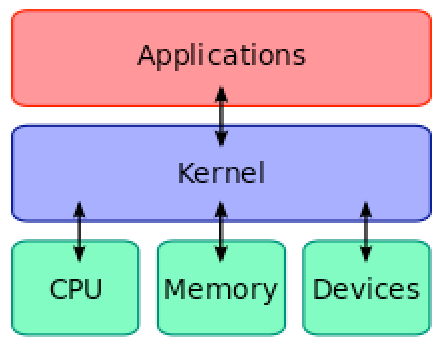 Applications
Kernel
CPU
Memory
Devices